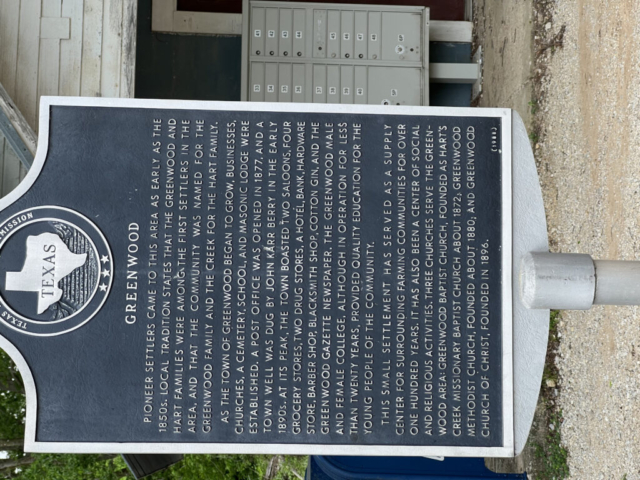 MISSION
TEXAS
TEXAS
GREENWOOD
PIONEER SETTLERS CAME TO THIS AREA AS EARLY AS THE
1850s. LOCAL TRADITION STATES THAT THE GREENWOOD AND
HART FAMILIES WERE AMONG THE FIRST SETTLERS IN THE
AREA, AND THAT THE COMMUNITY WAS NAMED FOR THE
GREENWOOD FAMILY AND THE CREEK FOR THE HART FAMILY.
AS THE TOWN OF GREENWOOD BEGAN TO GROW, BUSINESSES,
CHURCHES, A CEMETERY, SCHOOL, AND MASONIC LODGE WERE
ESTABLISHED. A POST OFFICE WAS OPENED IN 1877, AND A
TOWN WELL WAS DUG BY JOHN KARR BERRY IN THE EARLY
1890s. AT ITS PEAK, THE TOWN BOASTED TWO SALOONS, FOUR
GROCERY STORES, TWO DRUG STORES, A HOTEL, BANK, HARDWARE
STORE, BARBER SHOP, BLACKSMITH SHOP, COTTON GIN, AND THE
GREENWOOD GAZETTE NEWSPAPER. THE GREENWOOD MALE
AND FEMALE COLLEGE, ALTHOUGH IN OPERATION FOR LESS
THAN TWENTY YEARS, PROVIDED QUALITY EDUCATION FOR THE
YOUNG PEOPLE OF THE COMMUNITY.
THIS SMALL SETTLEMENT HAS SERVED AS A SUPPLY
CENTER FOR SURROUNDING FARMING COMMUNITIES FOR OVER
ONE HUNDRED YEARS. IT HAS ALSO BEEN A CENTER OF SOCIAL
AND RELIGIOUS ACTIVITIES. THREE CHURCHES SERVE THE GREEN-
WOOD AREA: GREENWOOD BAPTIST CHURCH, FOUNDED AS HART'S
CREEK MISSIONARY BAPTIST CHURCH ABOUT 1872; GREENWOOD
METHODIST CHURCH, FOUNDED ABOUT 1880; AND GREENWOOD
CHURCH OF CHRIST, FOUNDED IN 1896.